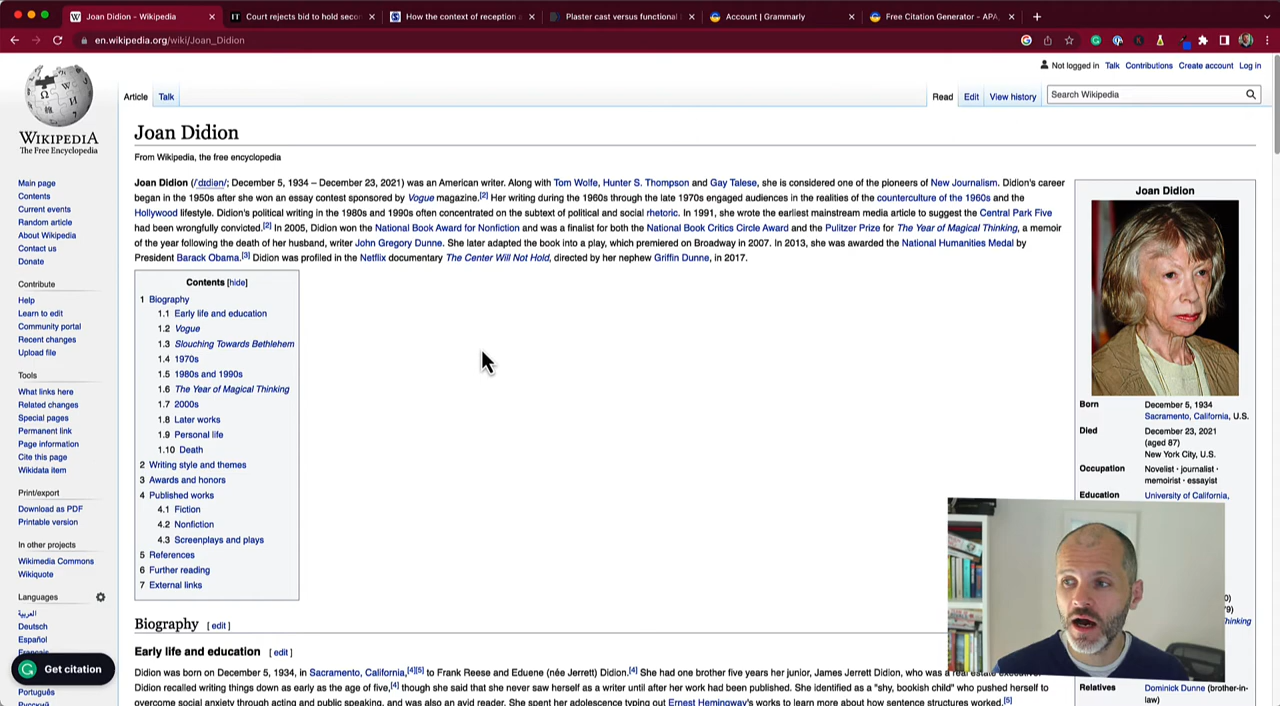 Joan Didion - Wikipedia
Court rejects bid to hold secon
How the context of reception a
Plaster cast versus functional
Account | Grammarly
Free Citation Generator - APA,
en.wikipedia.org/wiki/Joan_Didion
Not logged in Talk Contributions Create account Log in
Article Talk
Read Edit View history Search Wikipedia
WIKIPEDIA
The Free Encyclopedia
Main page
Contents
Current events
Random article
About Wikipedia
Contact us
Donate
Contribute
Help
Learn to edit
Community portal
Recent changes
Upload file
Tools
What links here
Related changes
Special pages
Permanent link
Page information
Cite this page
Wikidata item
Print/export
Download as PDF
Printable version
In other projects
Wikimedia Commons
Wikiquote
Languages
العربية
Deutsch
Español
Français
Get citation
Português
Русский
Joan Didion
From Wikipedia, the free encyclopedia
Joan Didion (/ˈdɪdiən/; December 5, 1934 – December 23, 2021) was an American writer. Along with Tom Wolfe, Hunter S. Thompson and Gay Talese, she is considered one of the pioneers of New Journalism. Didion's career
began in the 1950s after she won an essay contest sponsored by Vogue magazine.[2] Her writing during the 1960s through the late 1970s engaged audiences in the realities of the counterculture of the 1960s and the
Hollywood lifestyle. Didion's political writing in the 1980s and 1990s often concentrated on the subtext of political and social rhetoric. In 1991, she wrote the earliest mainstream media article to suggest the Central Park Five
had been wrongfully convicted.[2] In 2005, Didion won the National Book Award for Nonfiction and was a finalist for both the National Book Critics Circle Award and the Pulitzer Prize for The Year of Magical Thinking, a memoir
of the year following the death of her husband, writer John Gregory Dunne. She later adapted the book into a play, which premiered on Broadway in 2007. In 2013, she was awarded the National Humanities Medal by
President Barack Obama.[3] Didion was profiled in the Netflix documentary The Center Will Not Hold, directed by her nephew Griffin Dunne, in 2017.
Contents [hide]
1 Biography
1.1 Early life and education
1.2 Vogue
1.3 Slouching Towards Bethlehem
1.4 1970s
1.5 1980s and 1990s
1.6 The Year of Magical Thinking
1.7 2000s
1.8 Later works
1.9 Personal life
1.10 Death
2 Writing style and themes
3 Awards and honors
4 Published works
4.1 Fiction
4.2 Nonfiction
4.3 Screenplays and plays
5 References
6 Further reading
7 External links
Biography [ edit ]
Early life and education [ edit ]
Didion was born on December 5, 1934, in Sacramento, California,[4][5] to Frank Reese and Eduene (née Jerrett) Didion.[4] She had one brother five years her junior, James Jerrett Didion, who was a real estate executive.
Didion recalled writing things down as early as the age of five,[4] though she said that she never saw herself as a writer until after her work had been published. She identified as a "shy, bookish child" who pushed herself to
overcome social anxiety through acting and public speaking, and was also an avid reader. She spent her adolescence typing out Ernest Hemingway's works to learn more about how sentence structures worked.[5]
Joan Didion
Born December 5, 1934
Sacramento, California, U.S.
Died December 23, 2021
(aged 87)
New York City, U.S.
Occupation Novelist · journalist ·
memoirist · essayist
Education University of California,
0)
9)
hinking
Relatives Dominick Dunne (brother-in-
law)